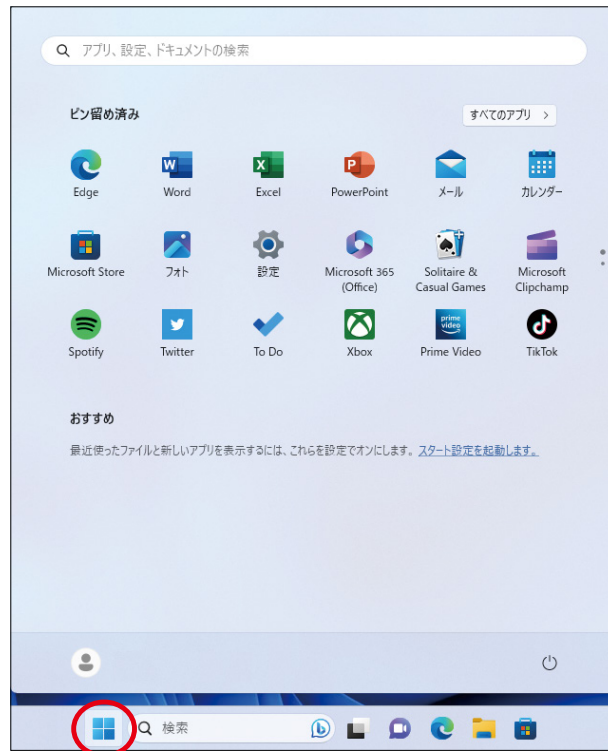 アプリ、設定、ドキュメントの検索
ピン留め済み
すべてのアプリ >
Edge
Word
Excel
PowerPoint
メール
カレンダー
Microsoft Store
フォト
設定
Microsoft 365
(Office)
Solitaire &
Casual Games
Microsoft
Clipchamp
prime
video
Spotify
Twitter
To Do
Xbox
Prime Video
TikTok
おすすめ
最近使ったファイルと新しいアプリを表示するには、これらを設定でオンにします。スタート設定を起動します。
検索